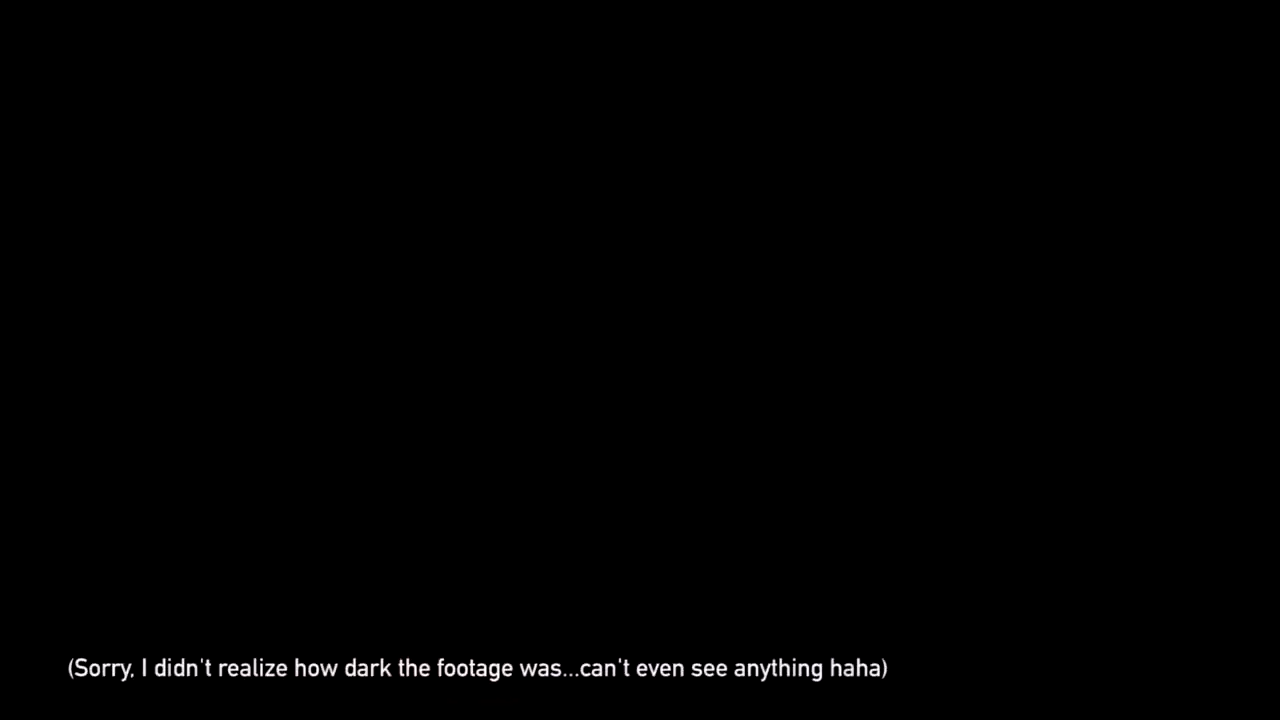 (Sorry, I didn't realize how dark the footage was...can't even see anything haha)